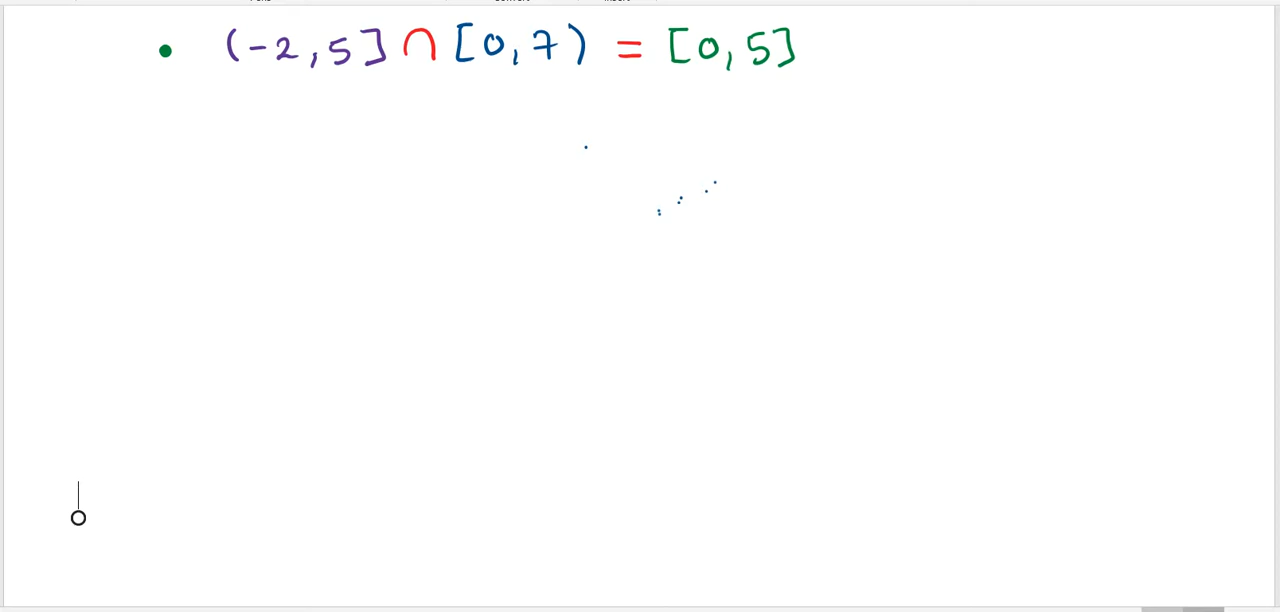 • (-2,5] ∩ [0,7) = [0,5]